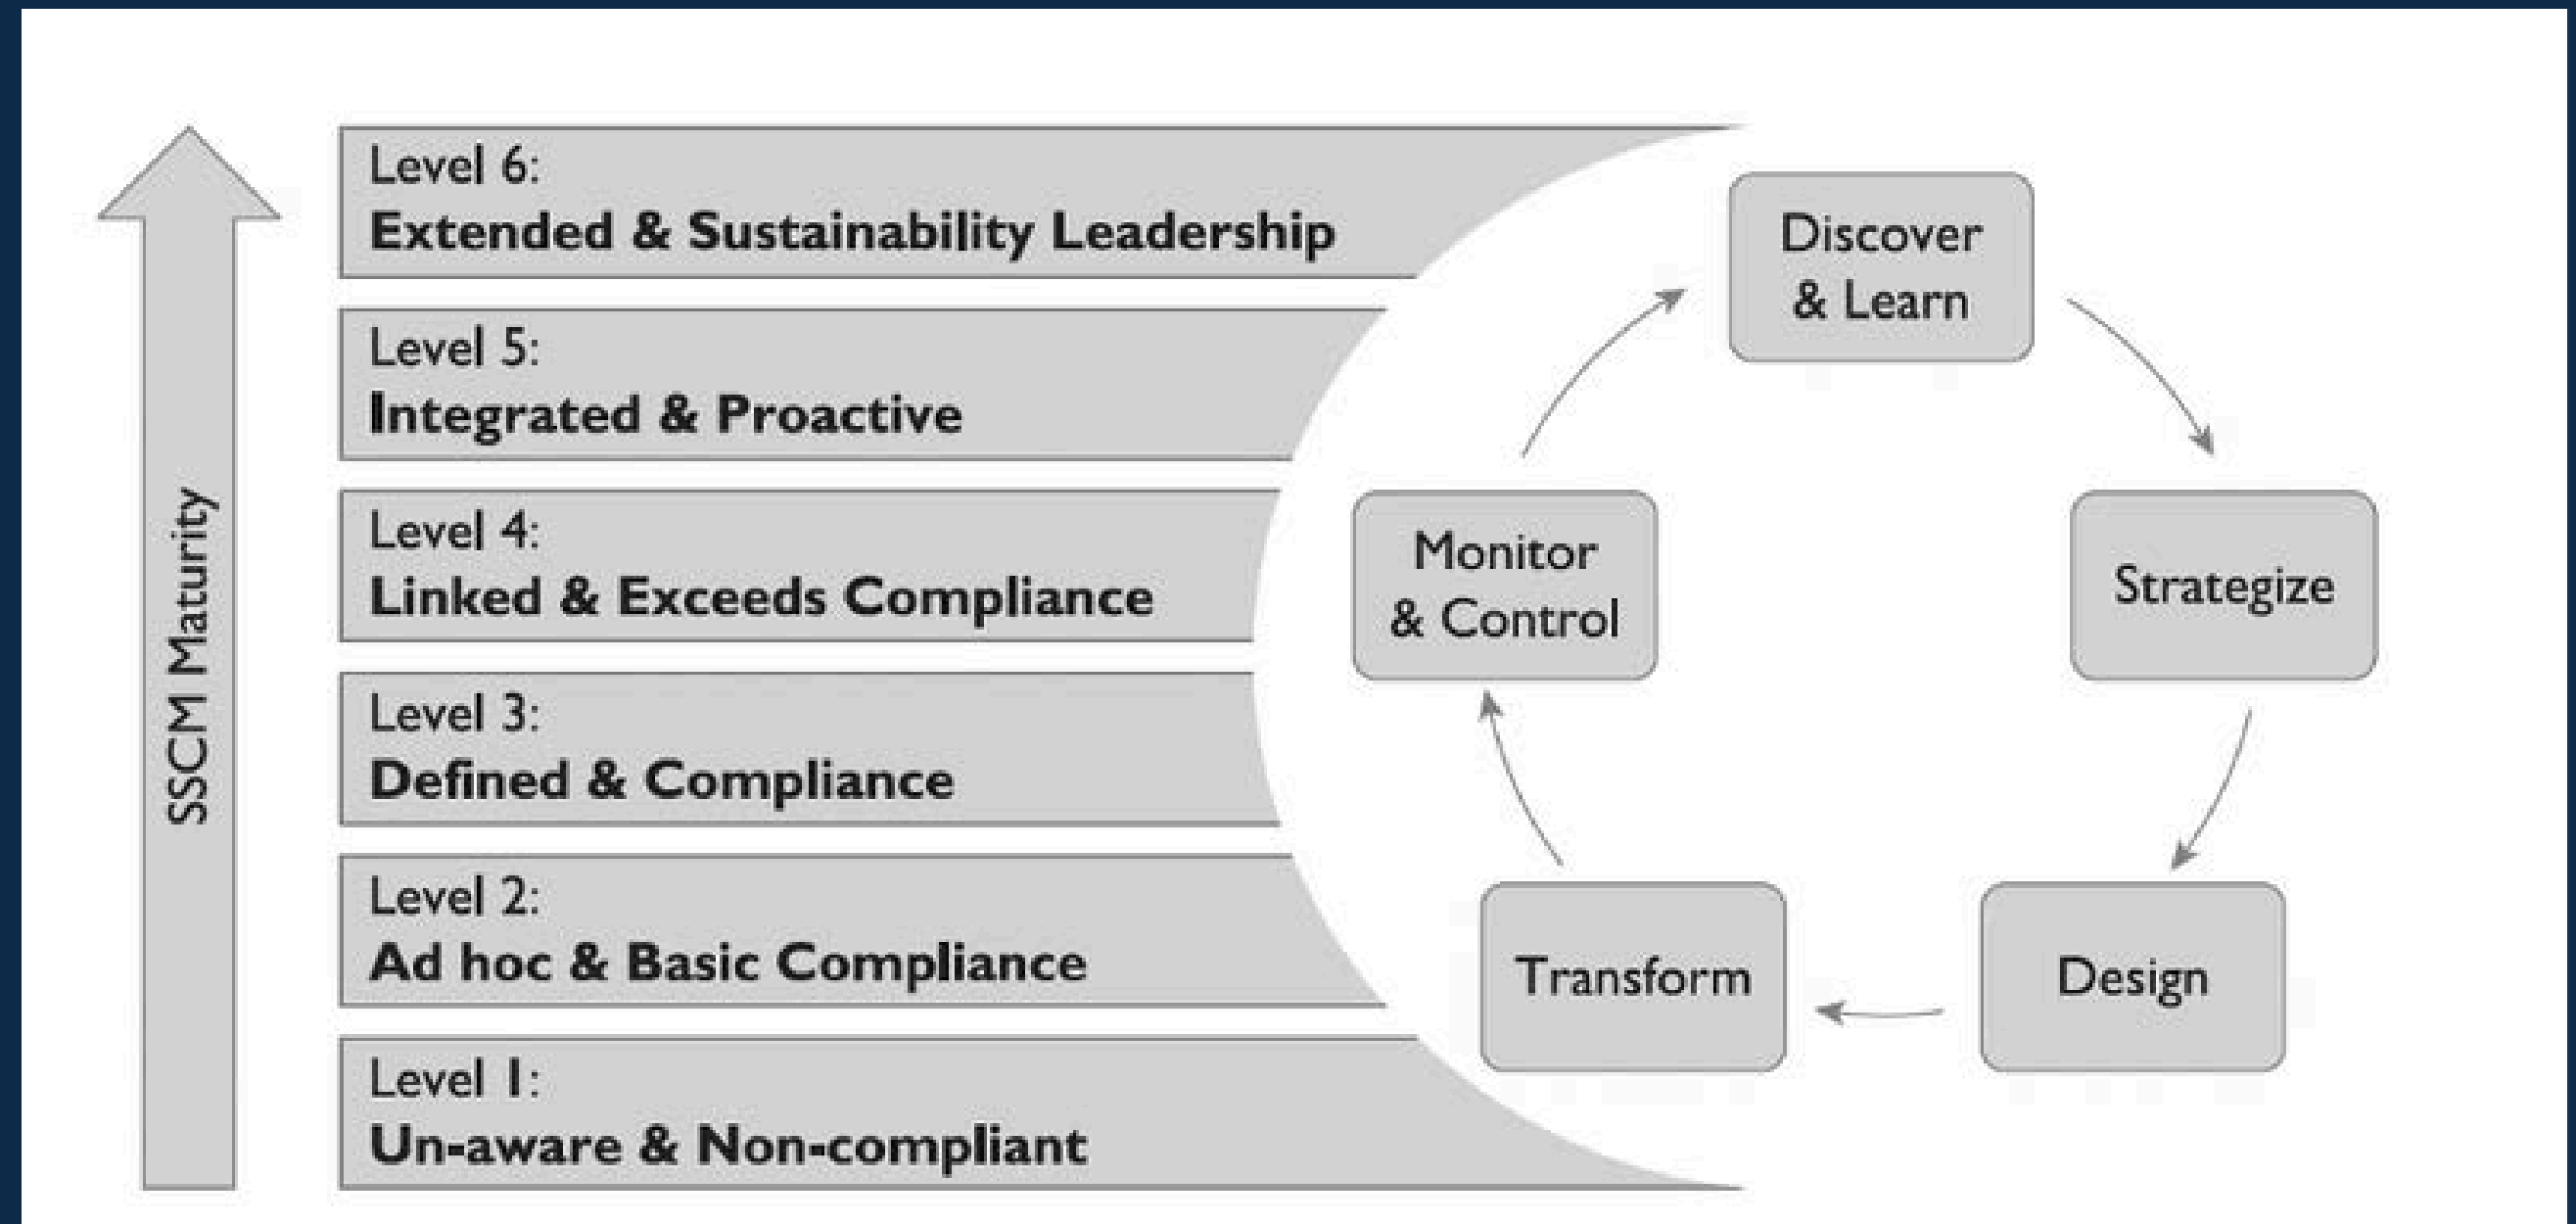 SSCM Maturity
Level 6:
Extended & Sustainability Leadership
Level 5:
Integrated & Proactive
Level 4:
Linked & Exceeds Compliance
Level 3:
Defined & Compliance
Level 2:
Ad hoc & Basic Compliance
Level 1:
Un-aware & Non-compliant
Discover
& Learn
Strategize
Design
Transform
Monitor
& Control